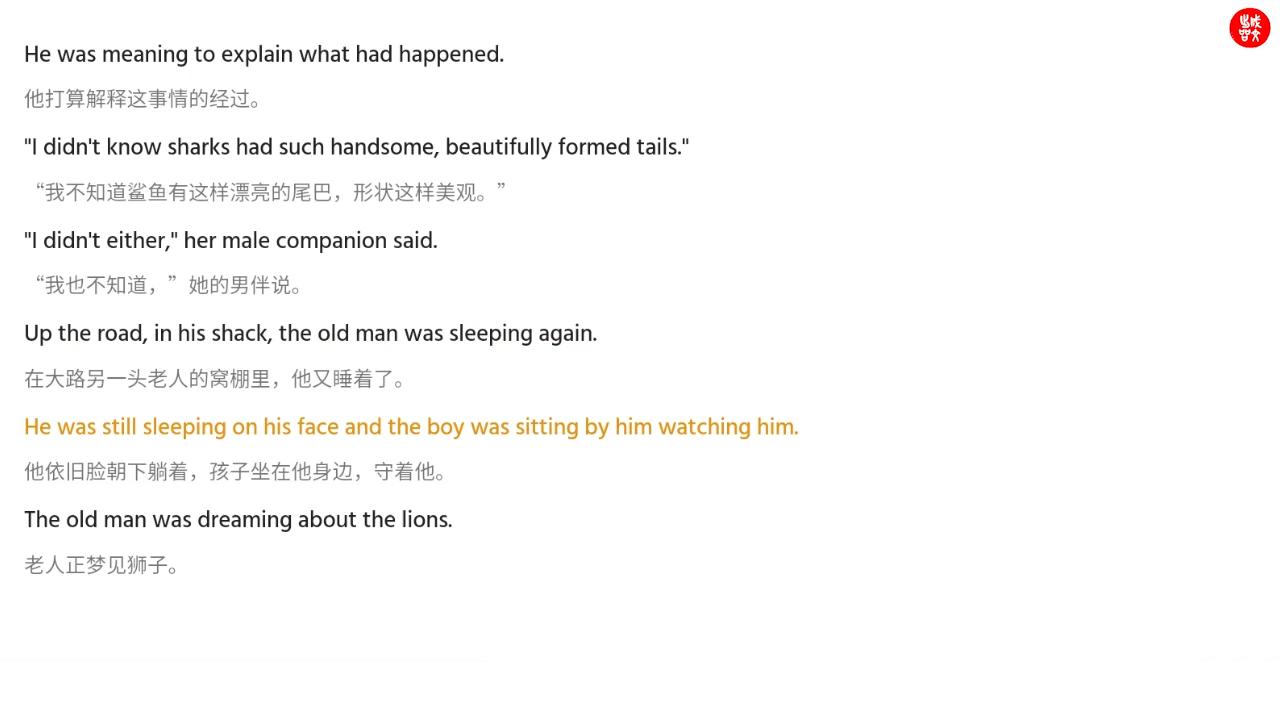 He was meaning to explain what had happened.
他打算解释这事情的经过。
"I didn't know sharks had such handsome, beautifully formed tails."
“我不知道鲨鱼有这样漂亮的尾巴，形状这样美观。”
"I didn't either," her male companion said.
“我也不知道，”她的男伴说。
Up the road, in his shack, the old man was sleeping again.
在大路另一头老人的窝棚里，他又睡着了。
He was still sleeping on his face and the boy was sitting by him watching him.
他依旧脸朝下躺着，孩子坐在他身边，守着他。
The old man was dreaming about the lions.
老人正梦见狮子。